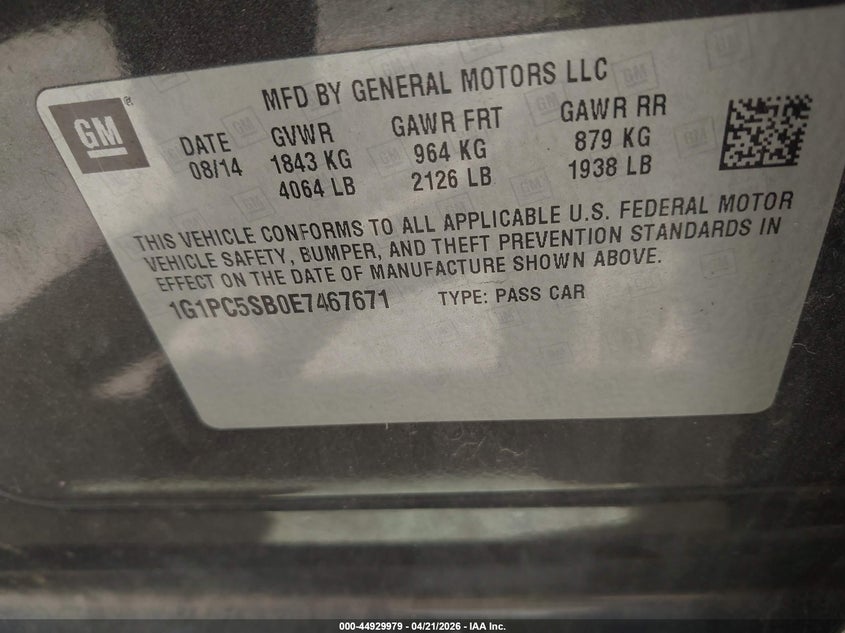 MFD BY GENERAL MOTORS LLC
GM
DATE GVWR GAWR FRT GAWR RR
08/14 1843 KG 964 KG 879 KG
4064 LB 2126 LB 1938 LB
THIS VEHICLE CONFORMS TO ALL APPLICABLE U.S. FEDERAL MOTOR
VEHICLE SAFETY, BUMPER, AND THEFT PREVENTION STANDARDS IN
EFFECT ON THE DATE OF MANUFACTURE SHOWN ABOVE.
1G1PC5SB0E7467671 TYPE: PASS CAR
000-44929979 - 04/21/2026 - IAA Inc.